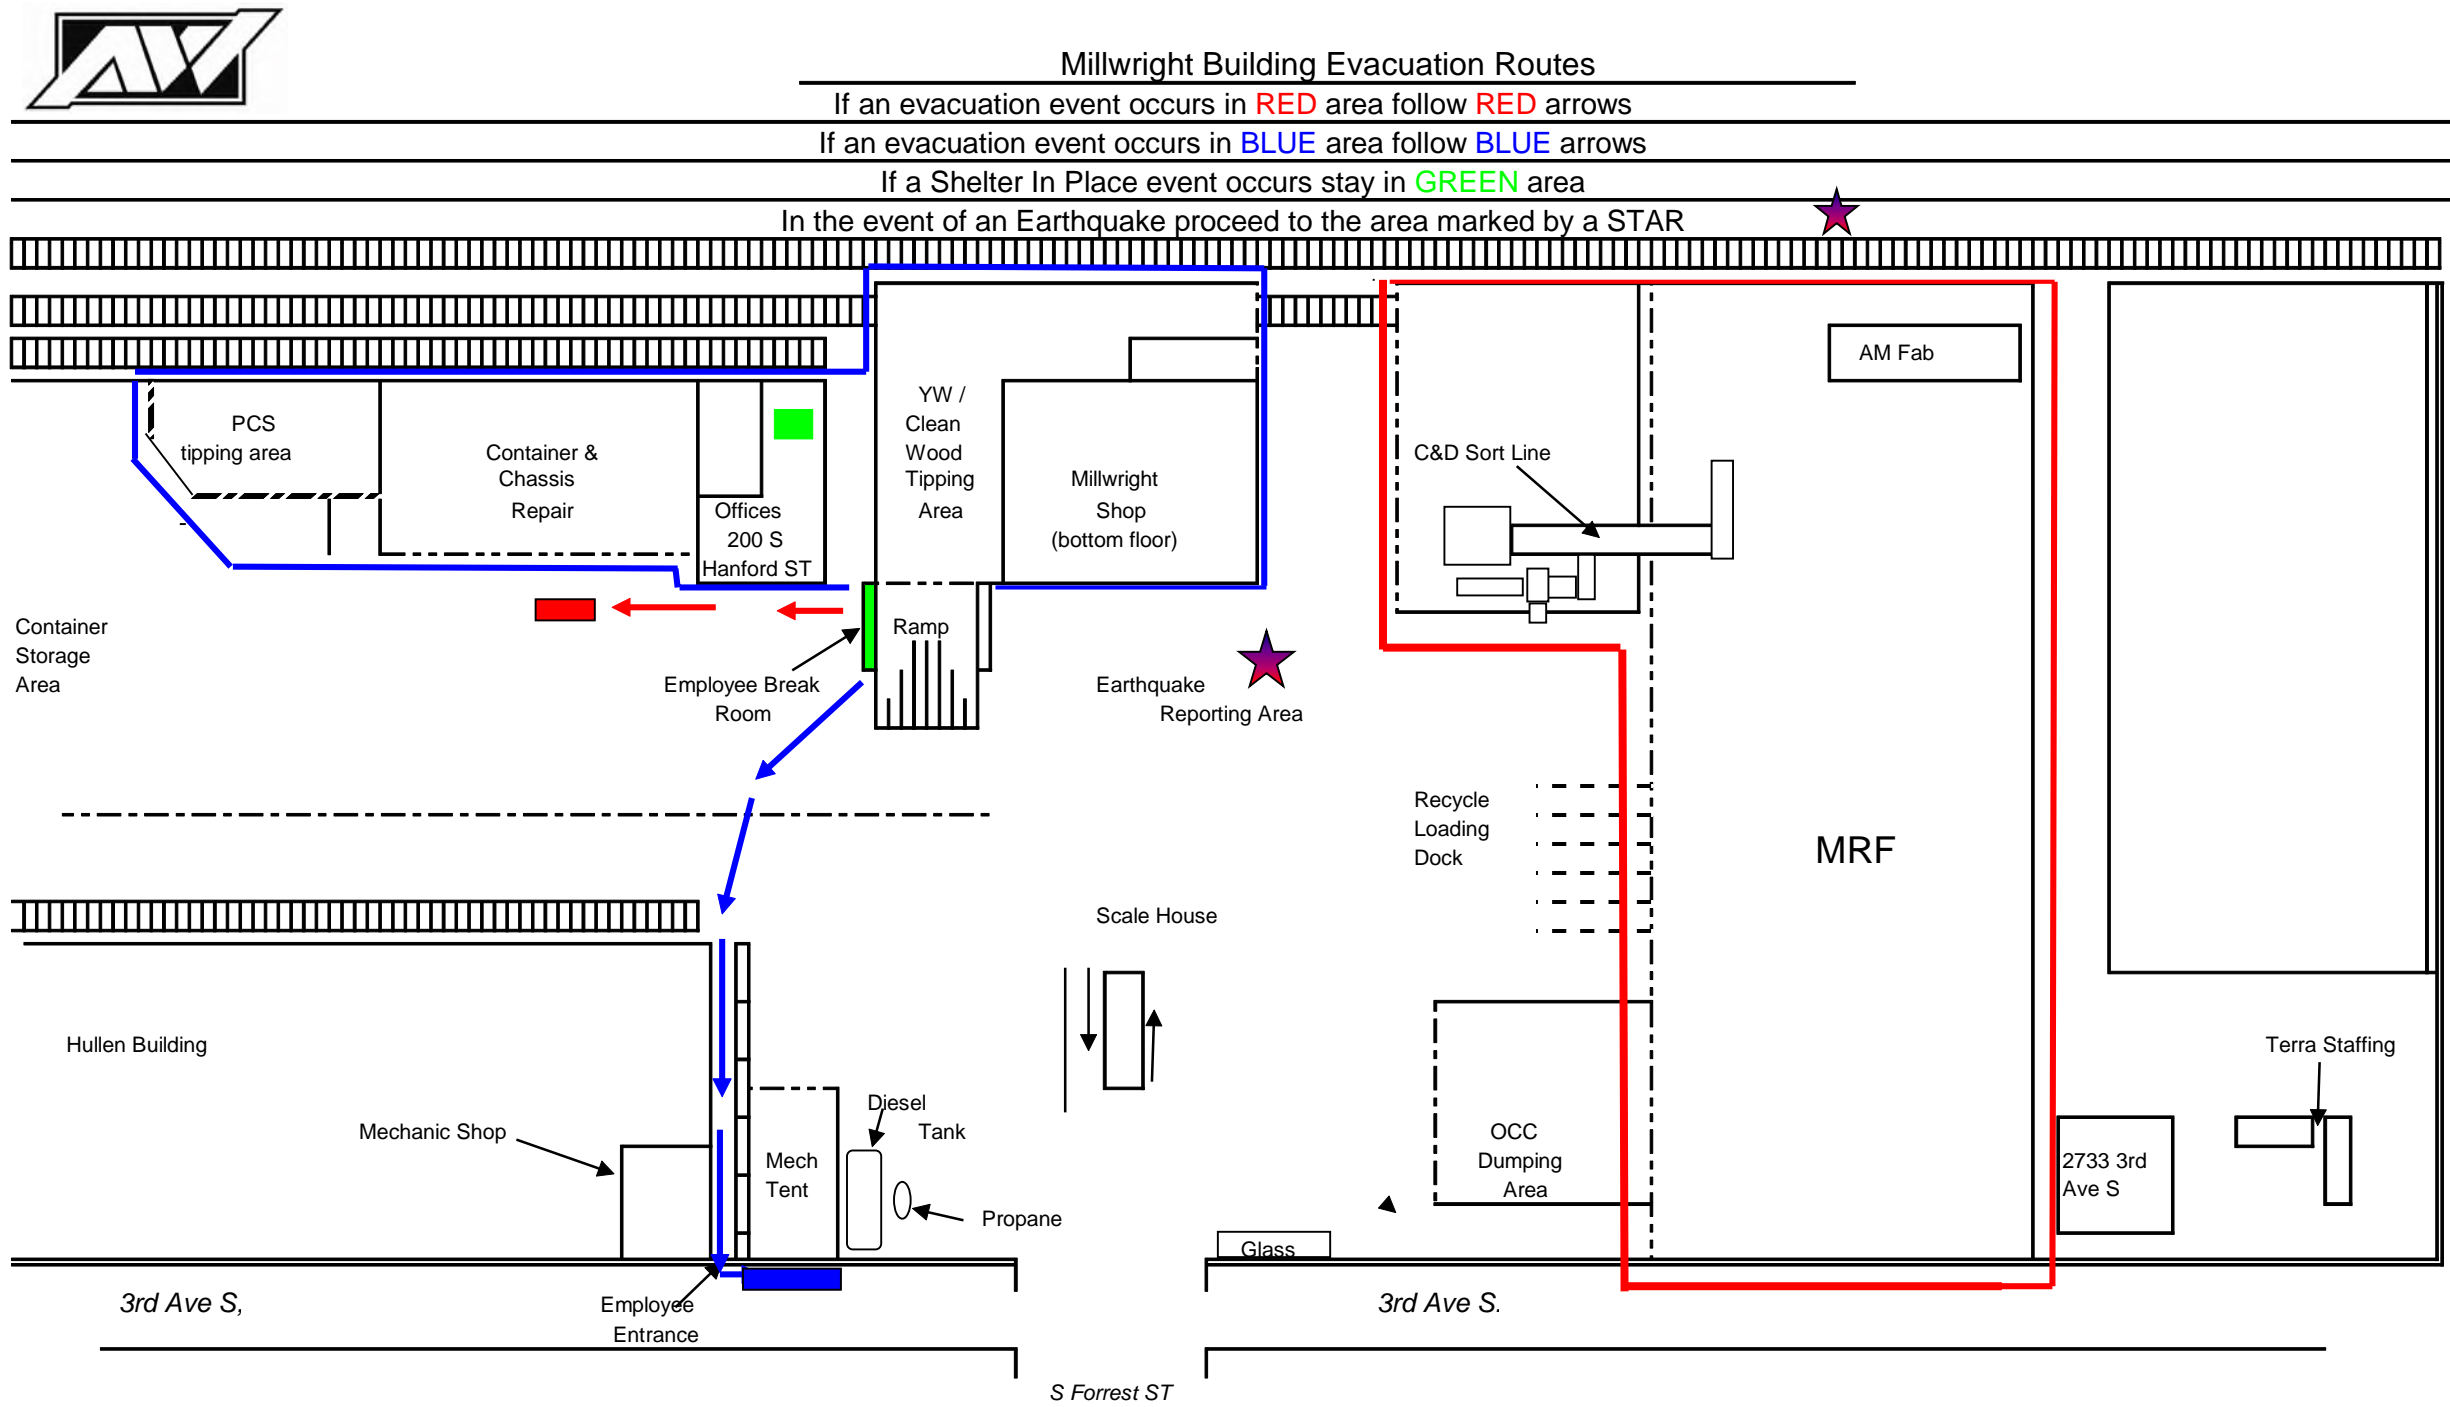 AW
Millwright Building Evacuation Routes
If an evacuation event occurs in RED area follow RED arrows
If an evacuation event occurs in BLUE area follow BLUE arrows
If a Shelter In Place event occurs stay in GREEN area
In the event of an Earthquake proceed to the area marked by a STAR
AM Fab
PCS
tipping area
Container &
Chassis
Repair
Offices
200 S
Hanford ST
YW /
Clean
Wood
Tipping
Area
Millwright
Shop
(bottom floor)
C&D Sort Line
Container
Storage
Area
Ramp
Employee Break
Room
Earthquake
Reporting Area
Recycle
Loading
Dock
MRF
Scale House
Hullen Building
Terra Staffing
Mechanic Shop
Diesel
Tank
Mech
Tent
Propane
OCC
Dumping
Area
2733 3rd
Ave S
Glass
3rd Ave S,
Employee
Entrance
3rd Ave S.
S Forrest ST